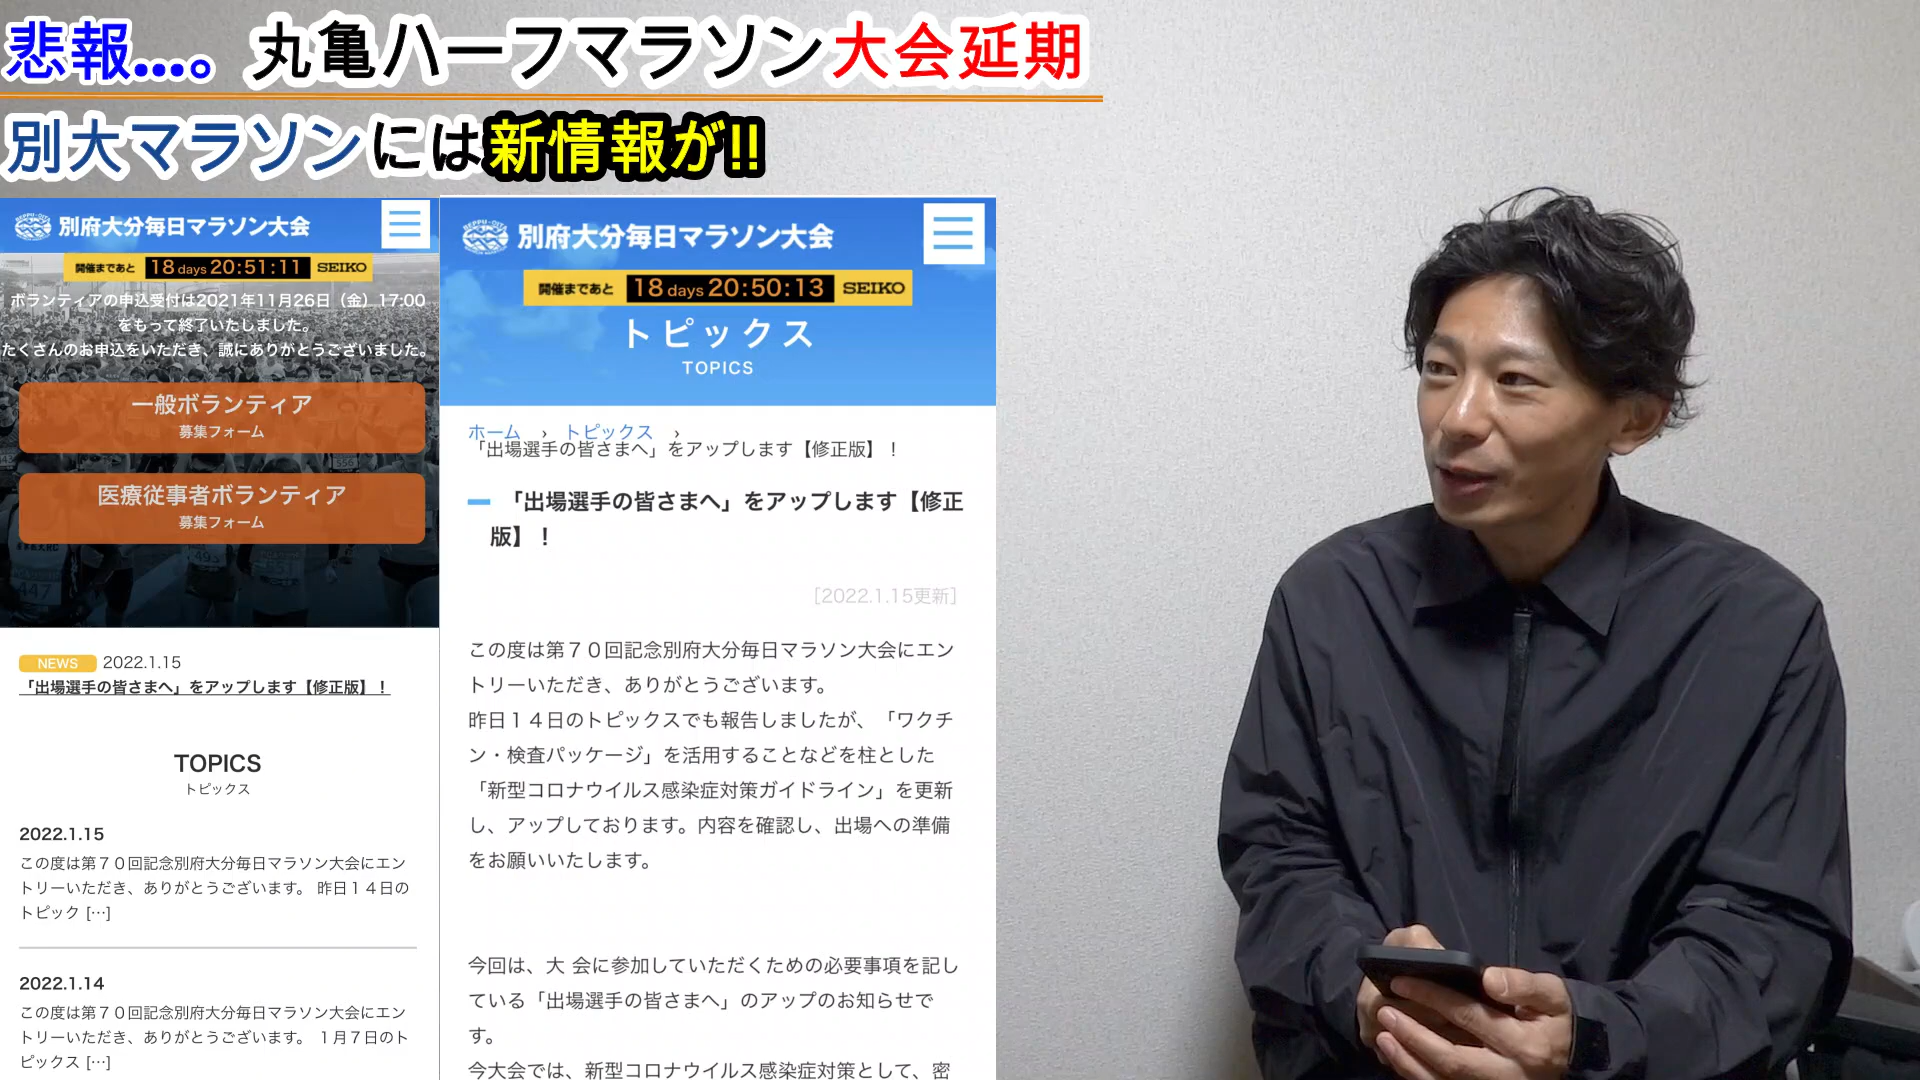 悲報...。丸亀ハーフマラソン大会延期
別大マラソンには新情報が!!
別府大分毎日マラソン大会
開催まであと 18 days 20:51:11 SEIKO
ボランティアの申込受付は2021年11月26日（金）17:00
をもって終了いたしました。
たくさんのお申込をいただき、誠にありがとうございました。
一般ボランティア
募集フォーム
医療従事者ボランティア
募集フォーム
NEWS 2022.1.15
「出場選手の皆さまへ」をアップします【修正版】！
TOPICS
トピックス
2022.1.15
この度は第７０回記念別府大分毎日マラソン大会にエン
トリーいただき、ありがとうございます。 昨日１４日の
トピック […]
2022.1.14
この度は第７０回記念別府大分毎日マラソン大会にエン
トリーいただき、ありがとうございます。 １月７日のト
ピックス […]
別府大分毎日マラソン大会
開催まであと 18 days 20:50:13 SEIKO
トピックス
TOPICS
ホーム › トピックス ›
「出場選手の皆さまへ」をアップします【修正版】！
「出場選手の皆さまへ」をアップします【修正
版】！
[2022.1.15更新]
この度は第７０回記念別府大分毎日マラソン大会にエン
トリーいただき、ありがとうございます。
昨日１４日のトピックスでも報告しましたが、「ワクチ
ン・検査パッケージ」を活用することなどを柱とした
「新型コロナウイルス感染症対策ガイドライン」を更新
し、アップしております。内容を確認し、出場への準備
をお願いいたします。
今回は、大 会に参加していただくための必要事項を記し
ている「出場選手の皆さまへ」のアップのお知らせで
す。
今大会では、新型コロナウイルス感染症対策として、密